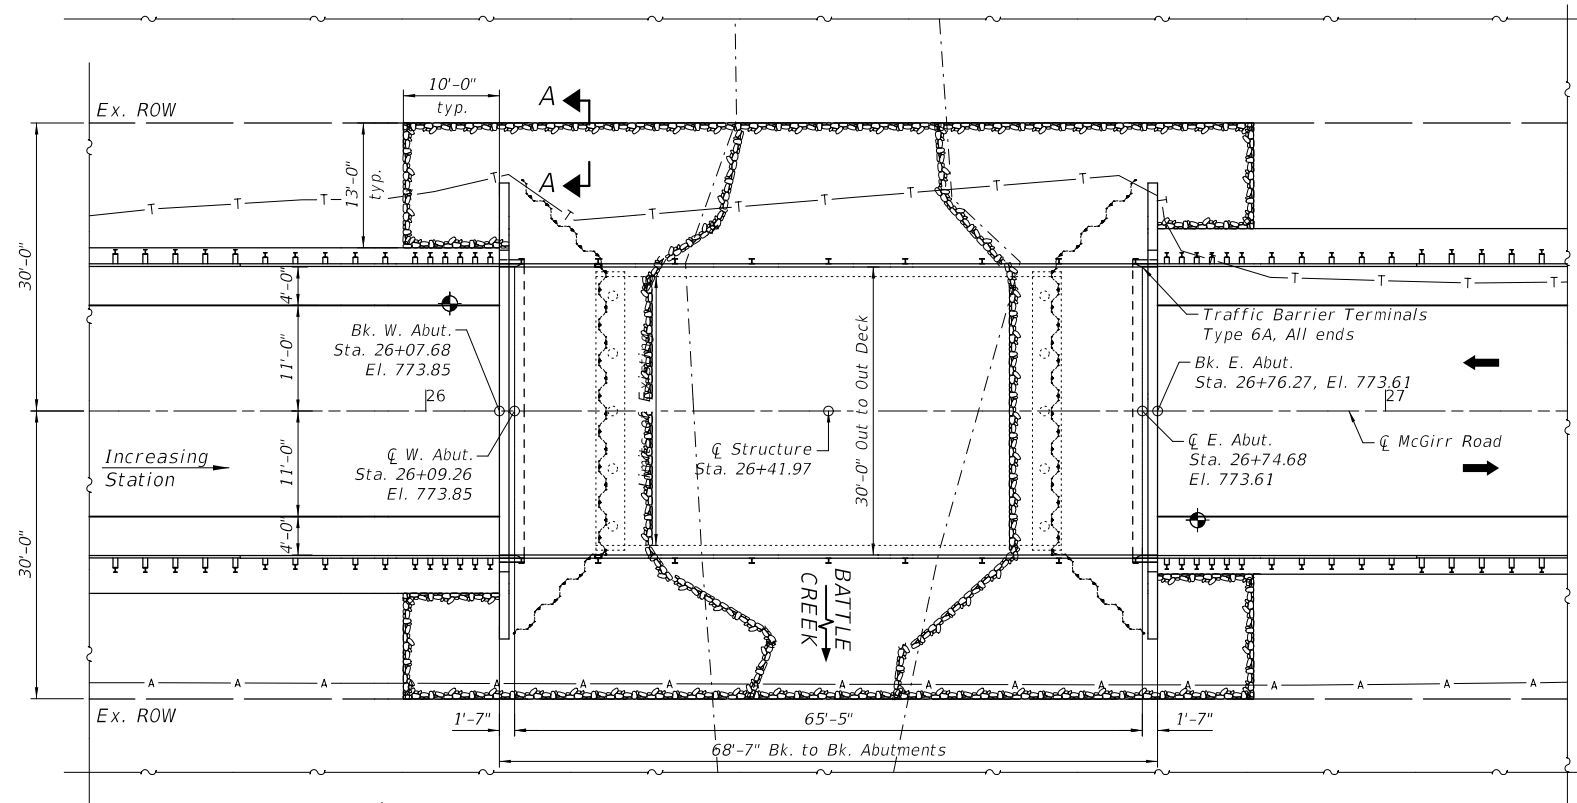 10'-0"
typ.
A
Ex. ROW
A
13'-0"
typ.
T T T T T T T T T T T T T
T T T T
30'-0"
4'-0"
11'-0"
11'-0"
4'-0"
30'-0"
Bk. W. Abut.
Sta. 26+07.68
El. 773.85
26
Increasing
Station
℄ W. Abut.
Sta. 26+09.26
El. 773.85
Limits of Existing
℄ Structure
Sta. 26+41.97
30'-0" Out to Out Deck
BATTLE
CREEK
Traffic Barrier Terminals
Type 6A, All ends
Bk. E. Abut.
Sta. 26+76.27, El. 773.61
27
℄ E. Abut.
Sta. 26+74.68
El. 773.61
℄ McGirr Road
A A A A A A A A A A A A A A A A A
Ex. ROW
1'-7"
65'-5"
1'-7"
68'-7" Bk. to Bk. Abutments